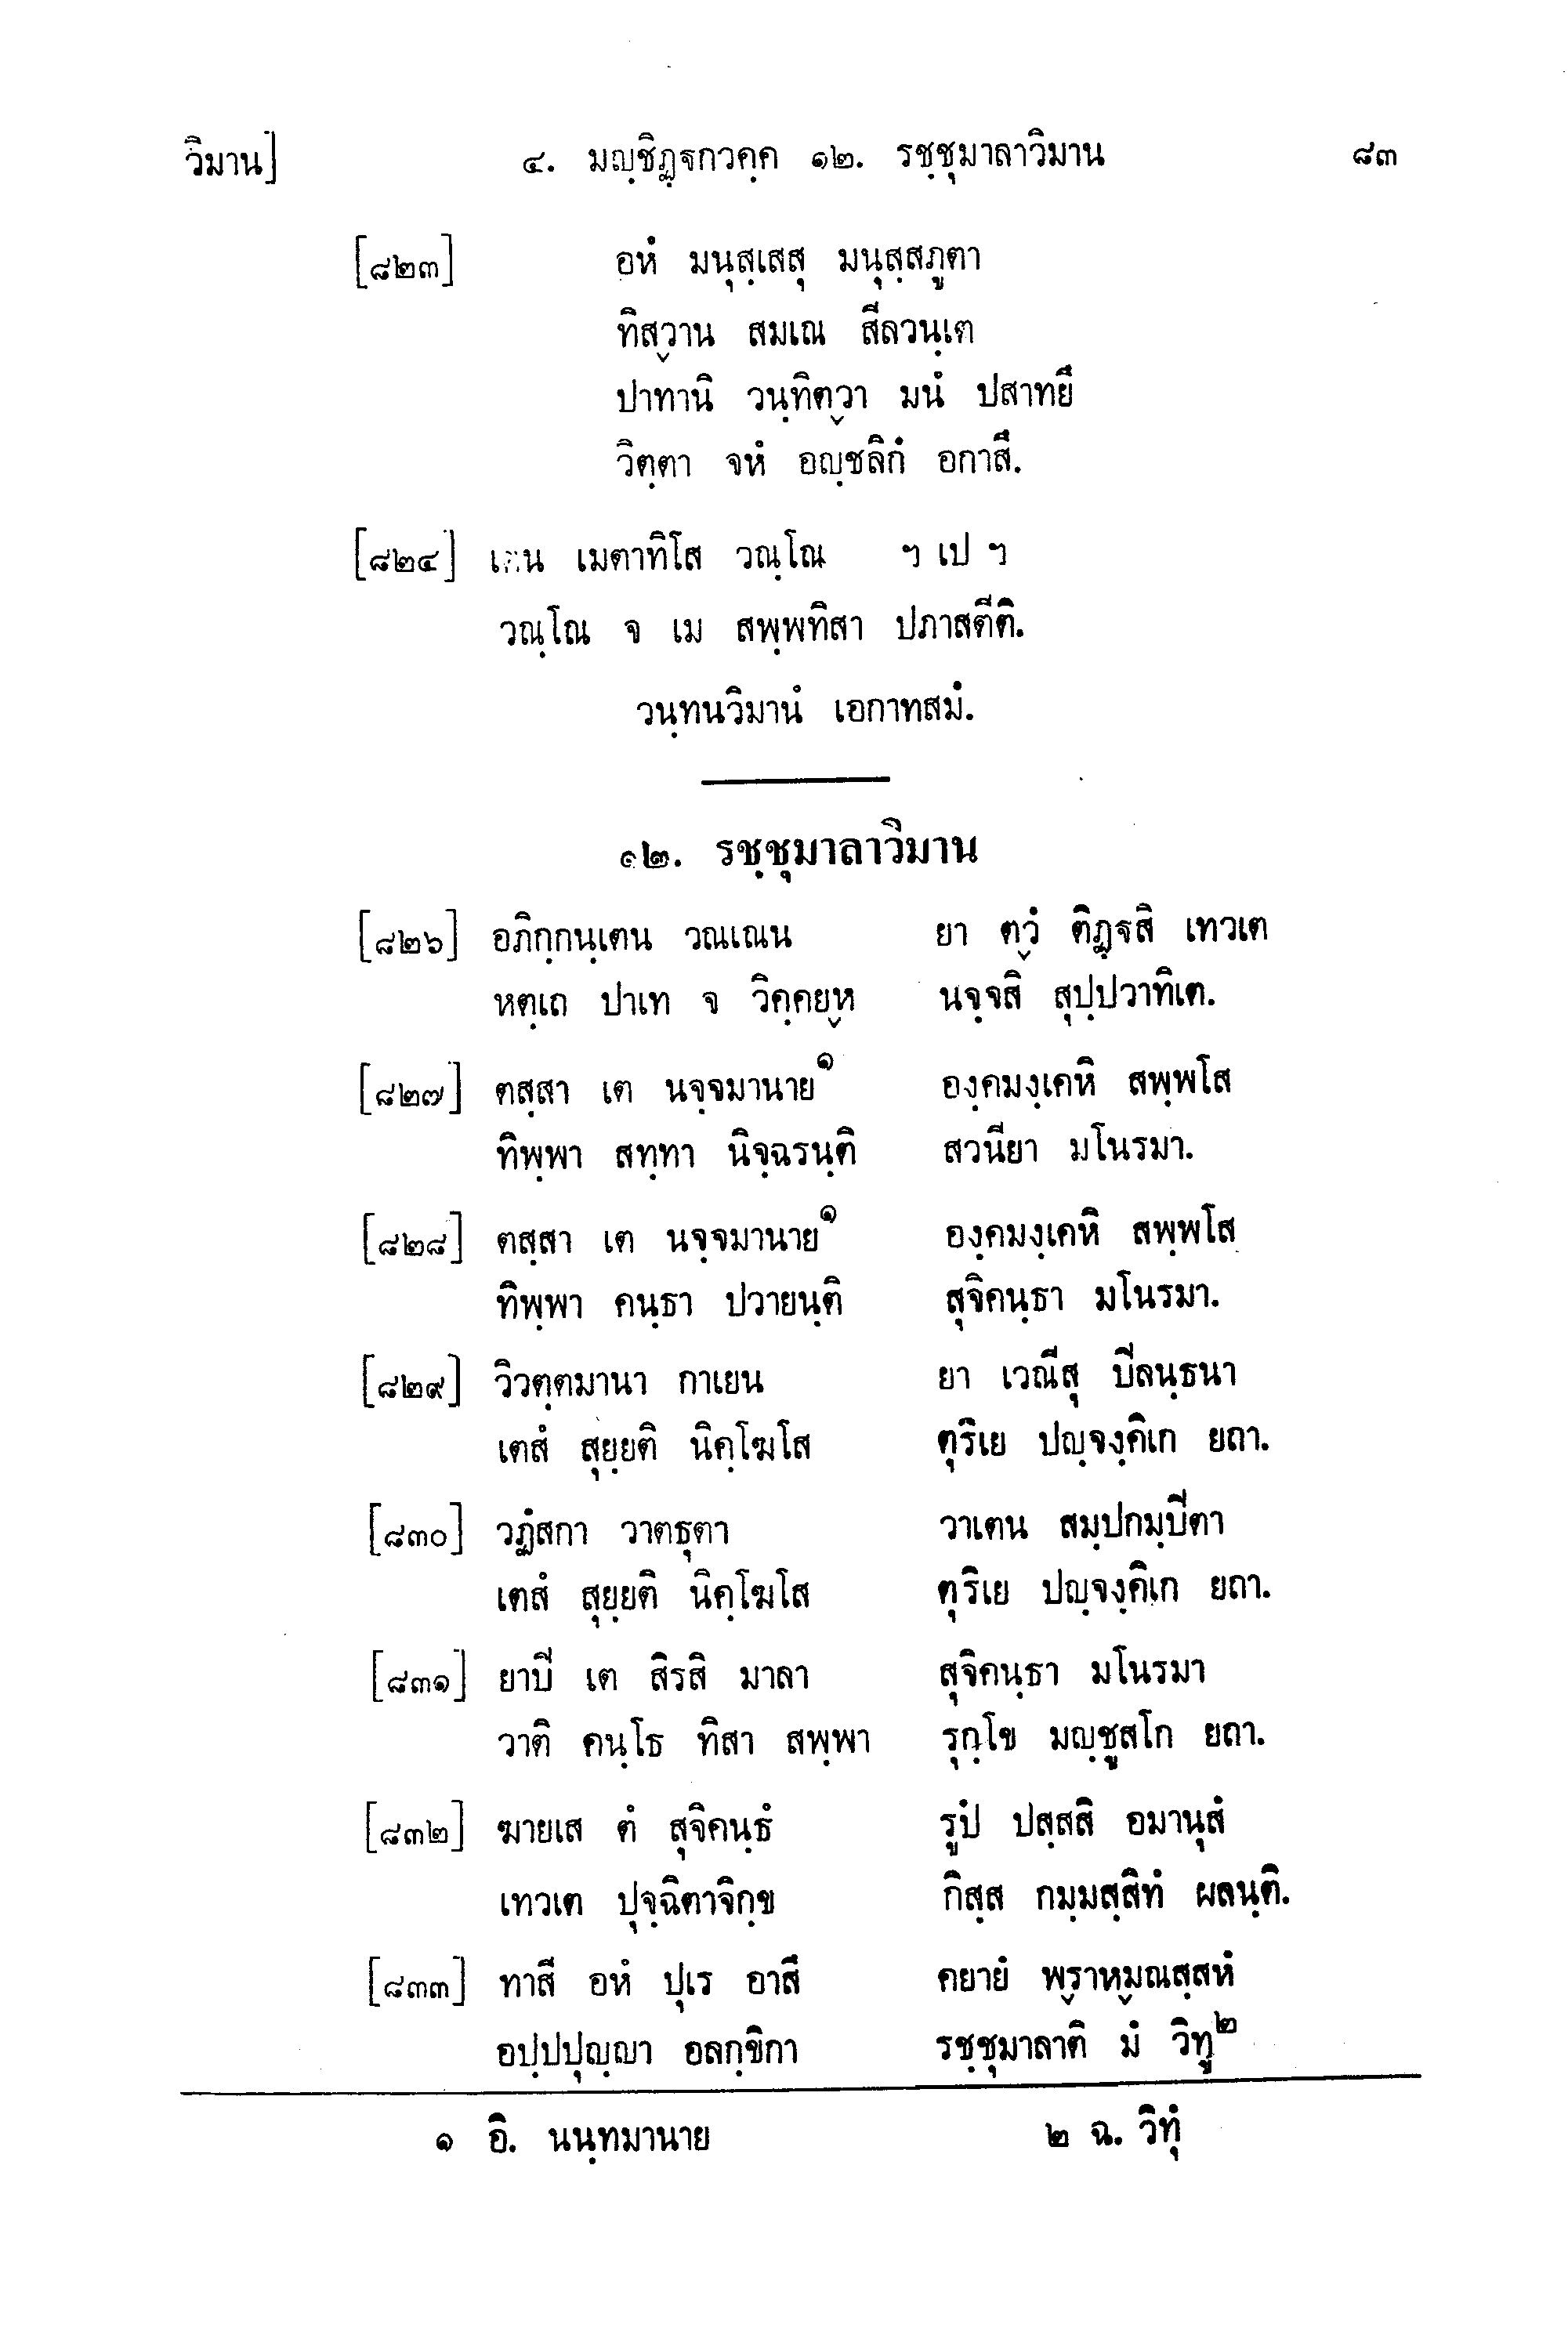 วิมาน] ๔. มญฺชิฏฺฐกวคฺค ๑๒. รชฺชุมาลาวิมาน ๘๓
[๘๒๓] อหํ มนุสฺเสสุ มนุสฺสภูตา
ทิสฺวาน สมเณ สีลวนฺเต
ปาทานิ วนฺทิตฺวา มนํ ปสาทยึ
วิตฺตา จหํ อญฺชลิกํ อกาสึ.
[๘๒๔] เมตาทิโส วณฺโณ ฯ เป ฯ
วณฺโณ จ เม สพฺพทิสา ปภาสตีติ.
วนฺทนวิมานํ เอกาทสมํ.
๑๒. รชฺชุมาลาวิมาน
[๘๒๖] อภิกฺกนฺเตน วณเณน ยา ตฺวํ ติฏฺฐสิ เทวเต
หตฺเถ ปาเท จ วิคฺคยฺห นจฺจสิ สุปฺปวาทิเต.
[๘๒๗] ตสฺสา เต นจฺจมานาย๑ องฺคมงฺเคหิ สพฺพโส
ทิพฺพา สทฺทา นิจฺฉรนฺติ สวนียา มโนรมา.
[๘๒๘] ตสฺสา เต นจฺจมานาย๑ องฺคมงฺเคหิ สพฺพโส
ทิพฺพา คนฺธา ปวายนฺติ สุจิคนฺธา มโนรมา.
[๘๒๙] วิวตฺตมานา กาเยน ยา เวณีสุ ปิลนฺธนา
เตสํ สุยฺยติ นิคฺโฆโส ตุริเย ปญฺจงฺคิเก ยถา.
[๘๓๐] วฏํสกา วาตธุตา วาเตน สมฺปกมฺปิตา
เตสํ สุยฺยติ นิคฺโฆโส ตุริเย ปญฺจงฺคิเก ยถา.
[๘๓๑] ยาปิ เต สิรสิ มาลา สุจิคนฺธา มโนรมา
วาติ คนฺโธ ทิสา สพฺพา รุกฺโข มญฺชูสโก ยถา.
[๘๓๒] ฆายเส ตํ สุจิคนฺธํ รูปํ ปสฺสสิ อมานุสํ
เทวเต ปุจฺฉิตาจิกฺข กิสฺส กมฺมสฺสิทํ ผลนฺติ.
[๘๓๓] ทาสี อหํ ปุเร อาสึ คยายํ พฺราหฺมณสฺสหํ
อปฺปปุญฺญา อลกฺขิกา รชฺชุมาลาติ มํ วิทู๒
๑ อิ. นนฺทมานาย ๒ ฉ. วิทุํ